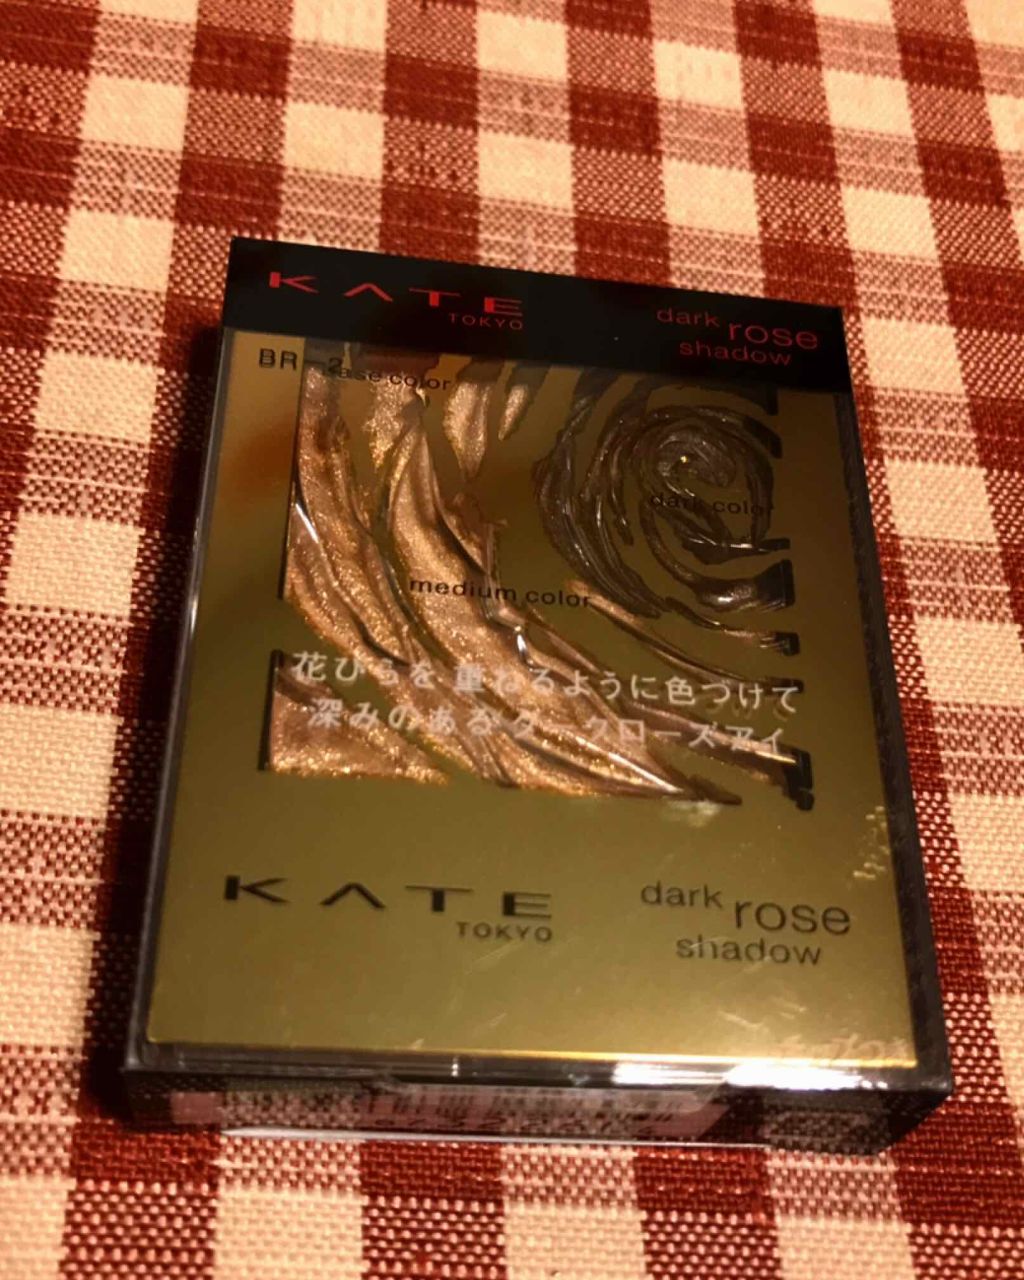 KATE
TOKYO
dark rose
shadow
BR-2
base color
dark color
medium color
花びらを重ねるように色づけて
深みのあるダークローズアイ
KATE
TOKYO
dark rose
shadow